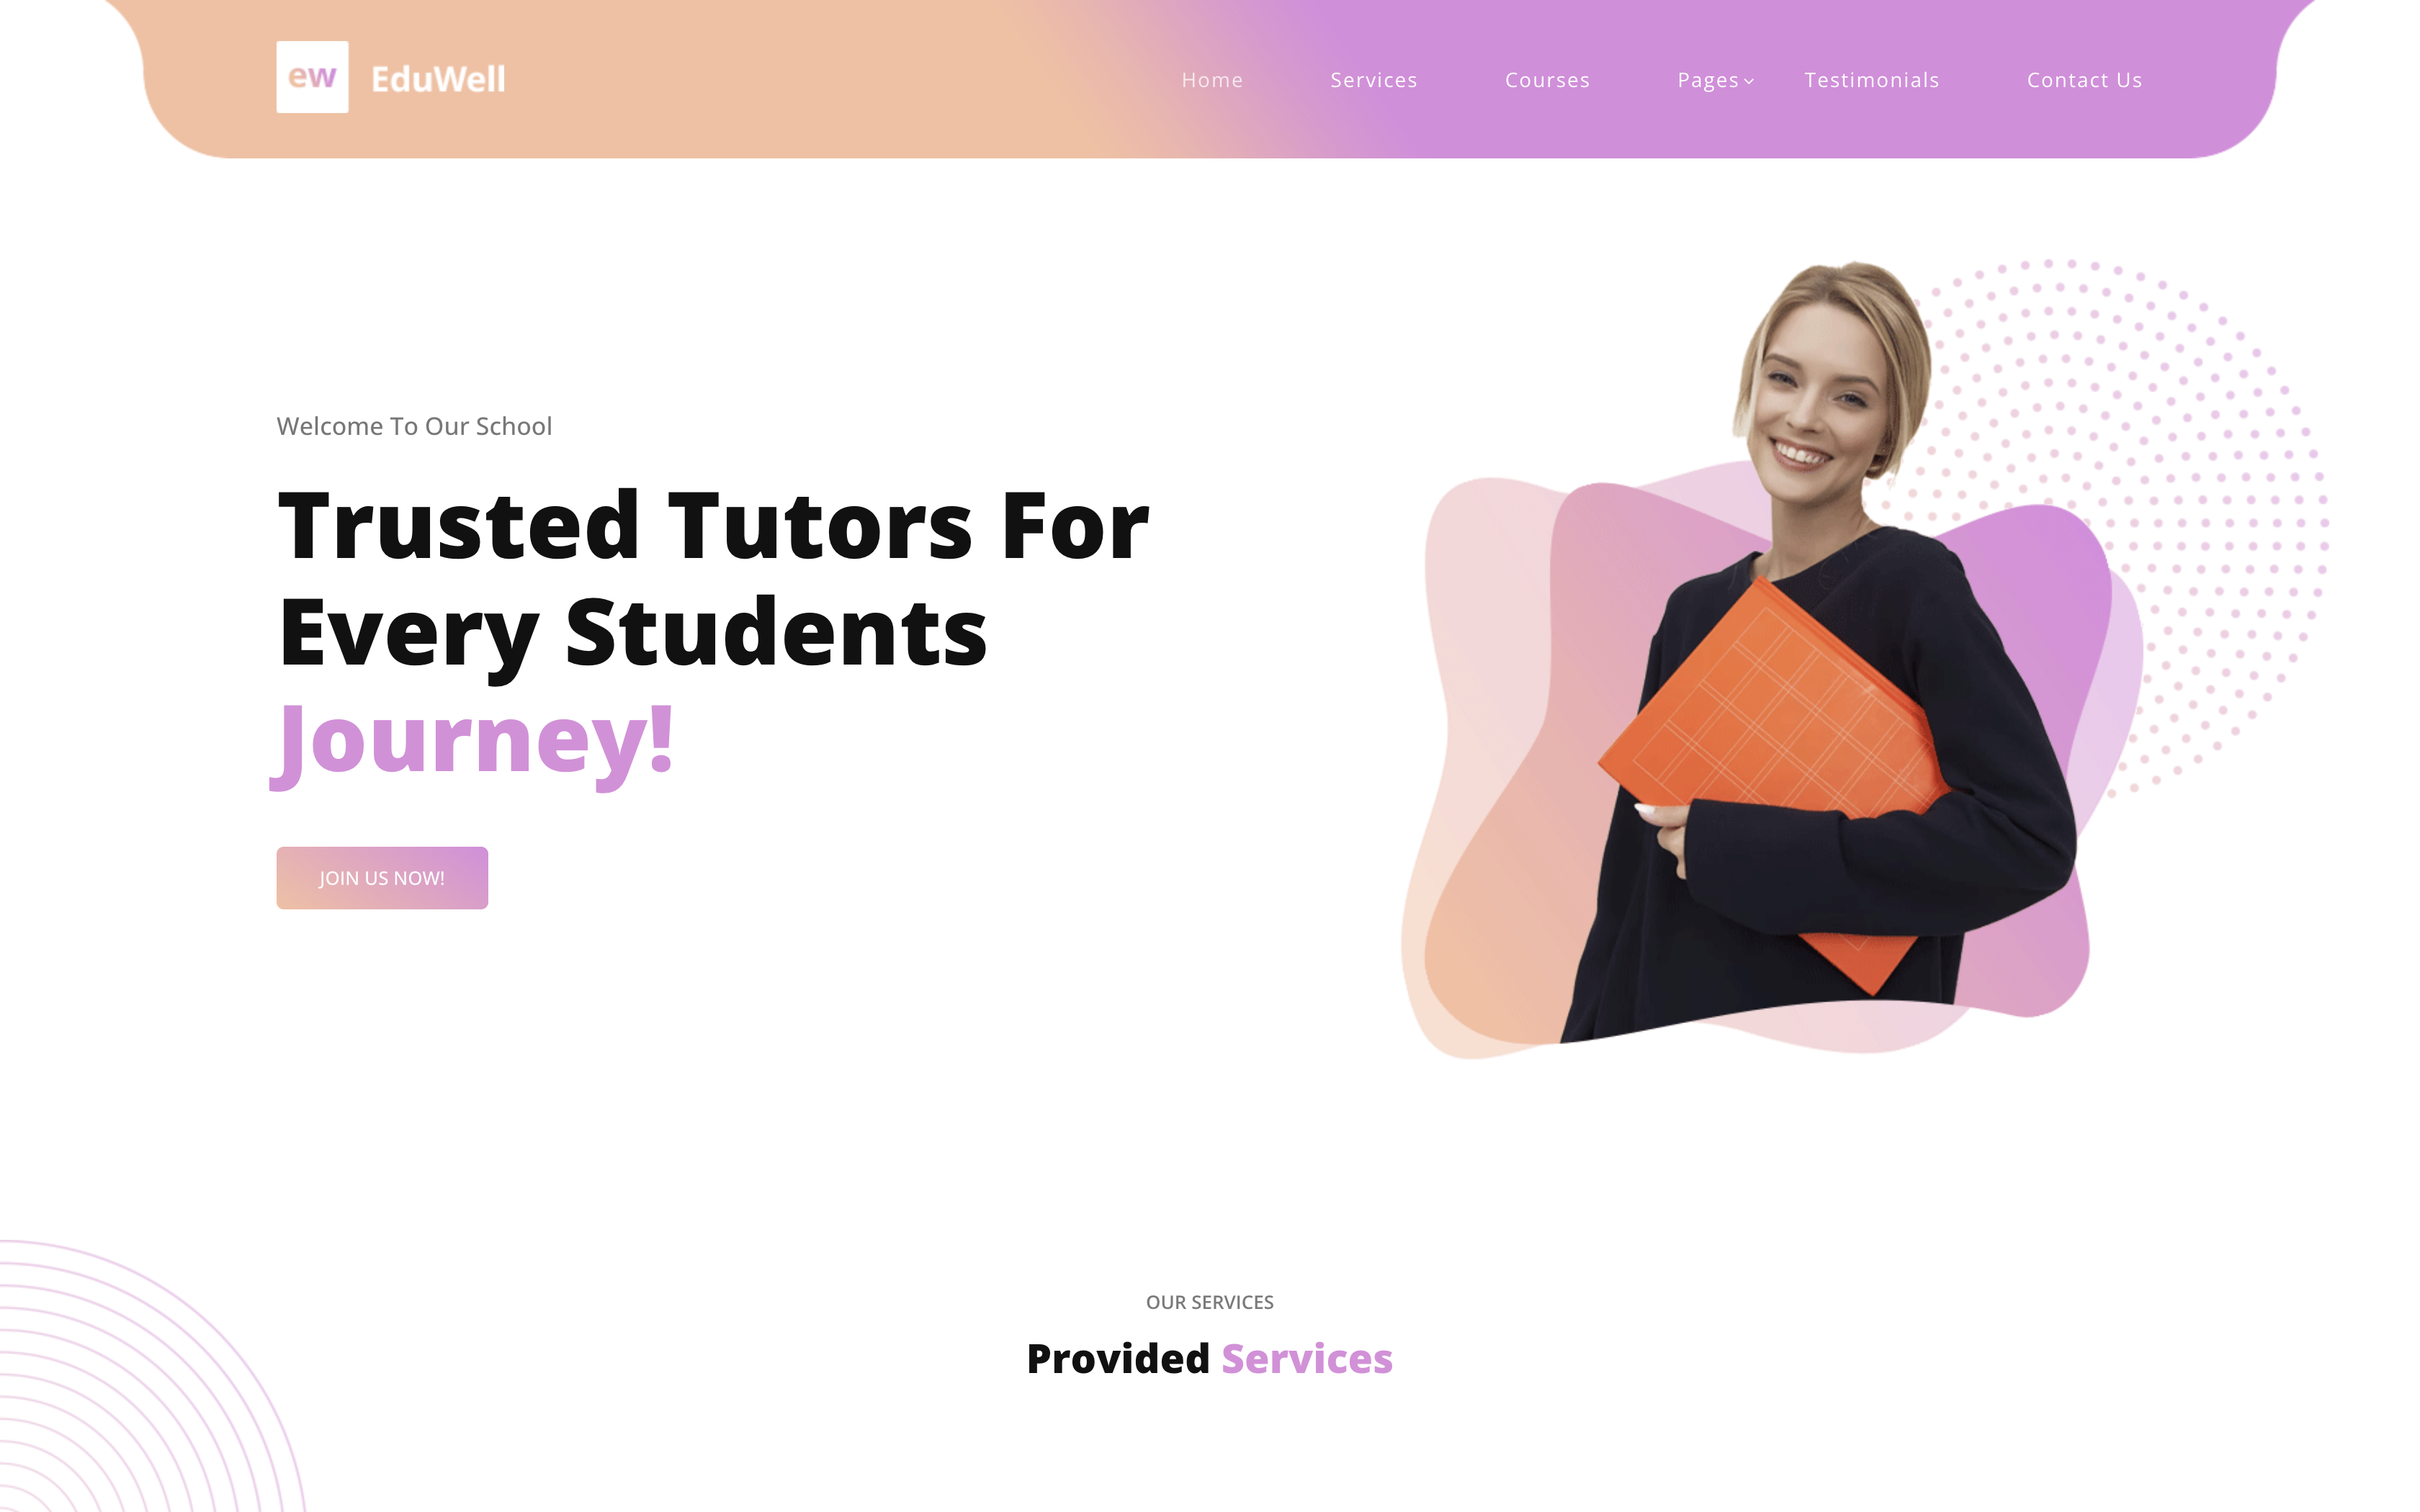 ew EduWell Home Services Courses Pages Testimonials Contact Us
Welcome To Our School
Trusted Tutors For
Every Students
Journey!
JOIN US NOW!
OUR SERVICES
Provided Services